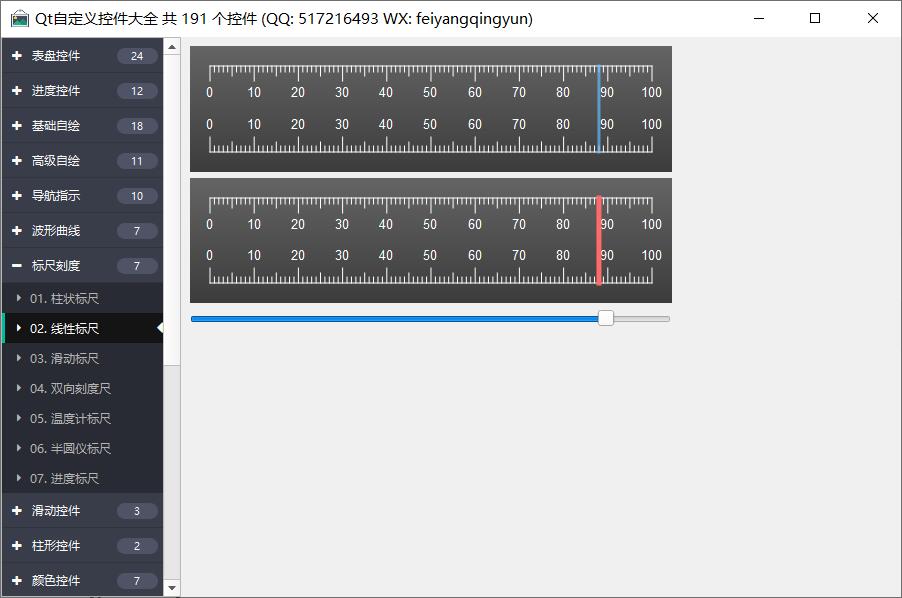 Qt自定义控件大全 共 191 个控件 (QQ: 517216493 WX: feiyangqingyun)
表盘控件 24
进度控件 12
基础自绘 18
高级自绘 11
导航指示 10
波形曲线 7
标尺刻度 7
01. 柱状标尺
02. 线性标尺
03. 滑动标尺
04. 双向刻度尺
05. 温度计标尺
06. 半圆仪标尺
07. 进度标尺
滑动控件 3
柱形控件 2
颜色控件 7
0 10 20 30 40 50 60 70 80 90 100
0 10 20 30 40 50 60 70 80 90 100
0 10 20 30 40 50 60 70 80 90 100
0 10 20 30 40 50 60 70 80 90 100